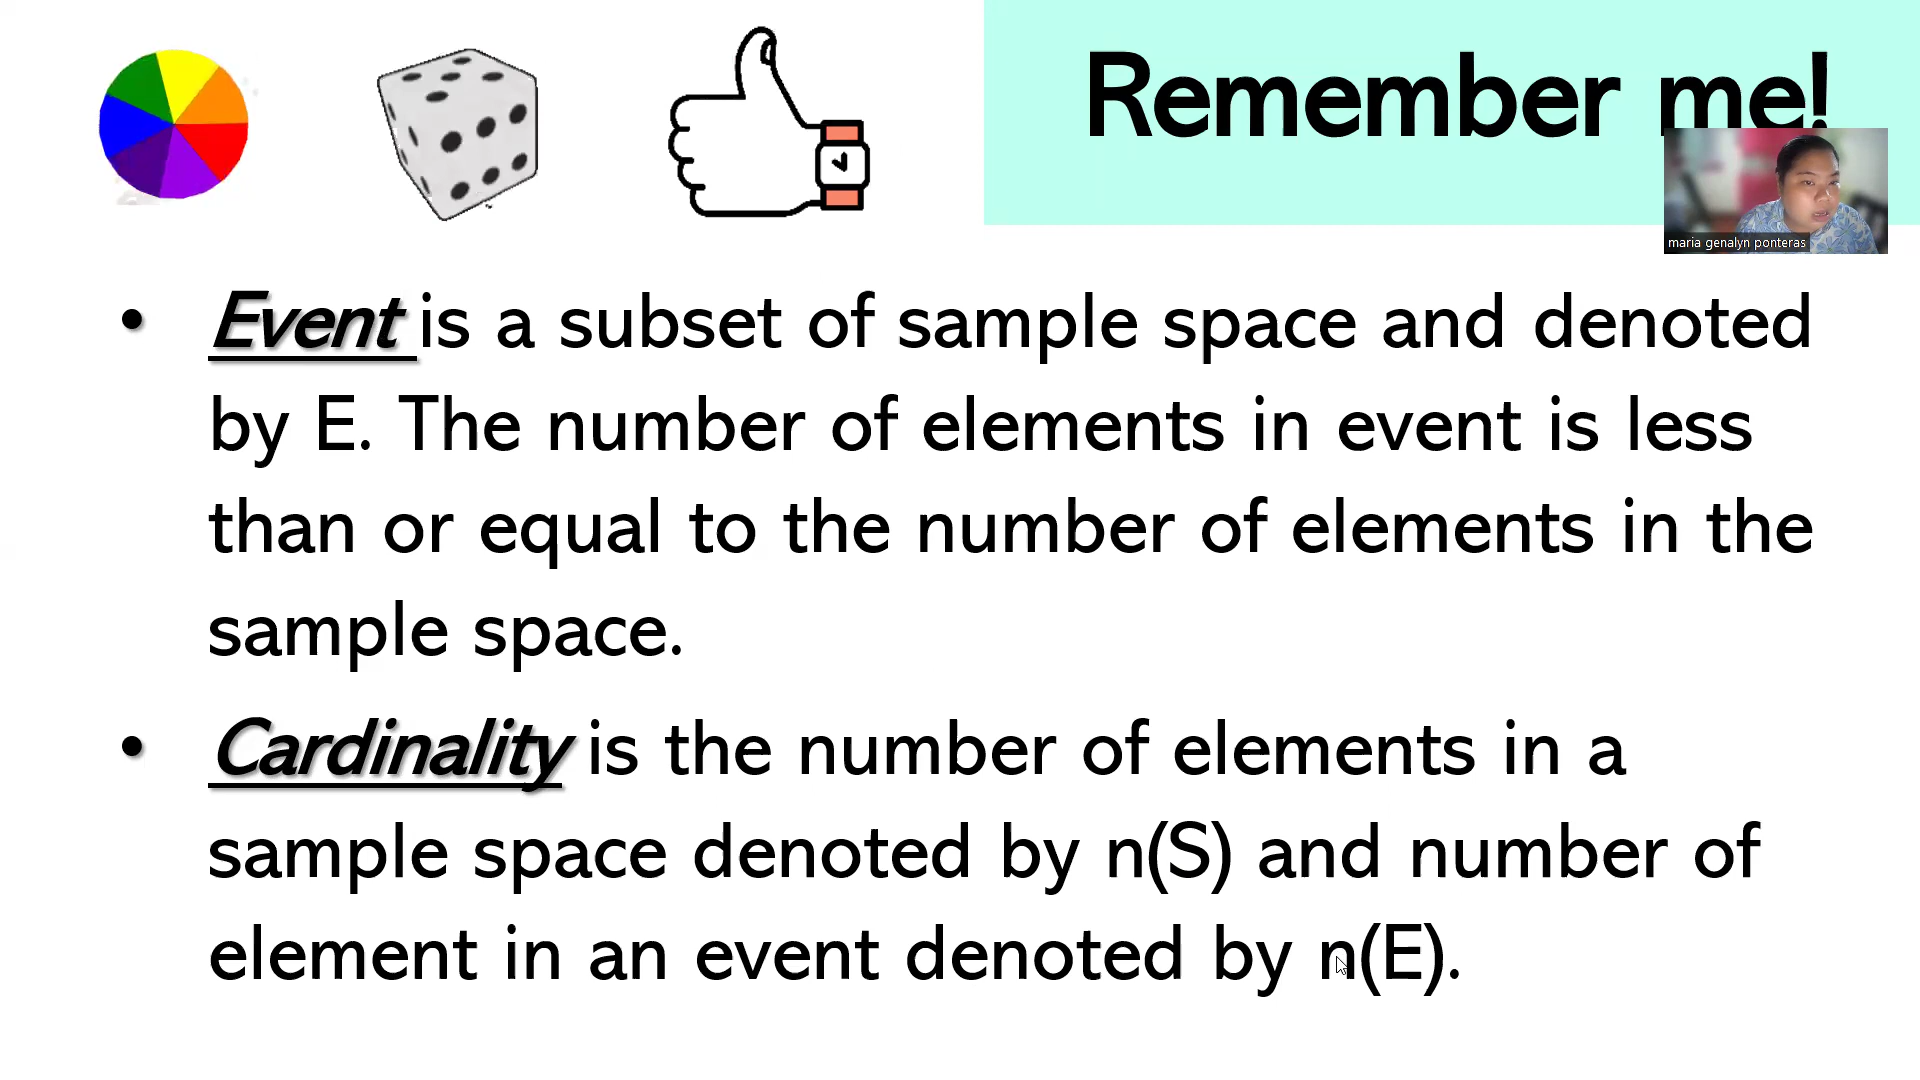 Remember me!
maria genalyn ponteras
• Event is a subset of sample space and denoted
by E. The number of elements in event is less
than or equal to the number of elements in the
sample space.
• Cardinality is the number of elements in a
sample space denoted by n(S) and number of
element in an event denoted by n(E).